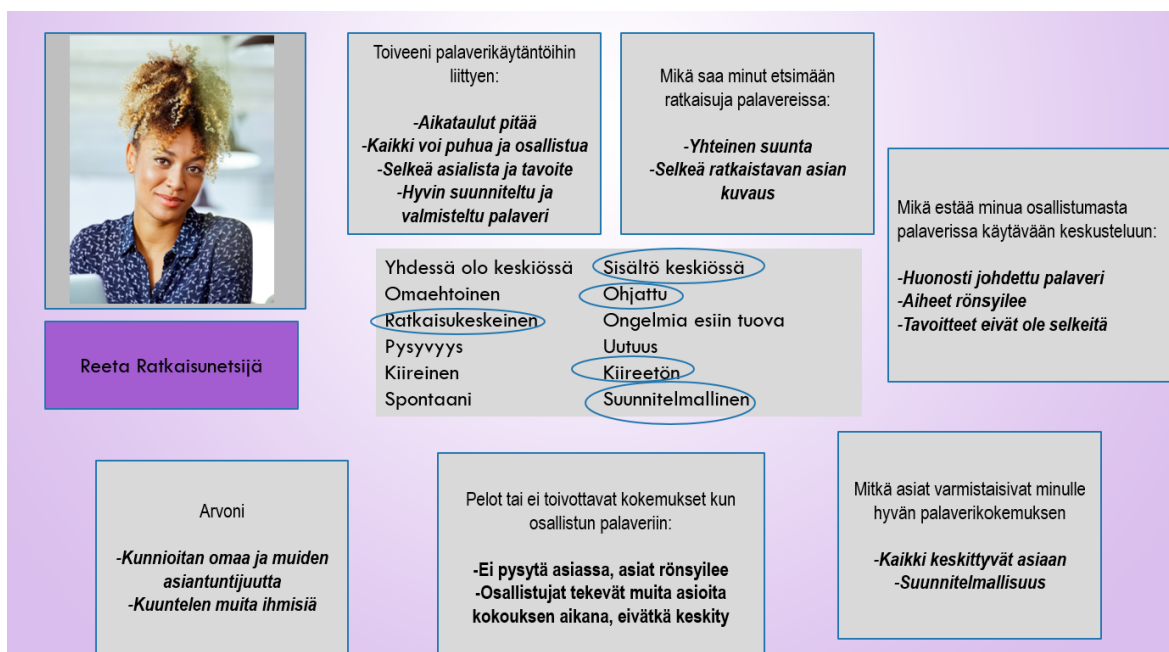 Toiveeni palaverikäytäntöihin
liittyen:
-Aikataulut pitää
-Kaikki voi puhua ja osallistua
-Selkeä asialista ja tavoite
-Hyvin suunniteltu ja
valmisteltu palaveri
Mikä saa minut etsimään
ratkaisuja palavereissa:
-Yhteinen suunta
-Selkeä ratkaistavan asian
kuvaus
Mikä estää minua osallistumasta
palaverissa käytävään keskusteluun:
-Huonosti johdettu palaveri
-Aiheet rönsyilee
-Tavoitteet eivät ole selkeitä
Reeta Ratkaisunetsijä
Yhdessä olo keskiössä Sisältö keskiössä
Omaehtoinen Ohjattu
Ratkaisukeskeinen Ongelmia esiin tuova
Pysyvyys Uutuus
Kiireinen Kiireetön
Spontaani Suunnitelmallinen
Arvoni
-Kunnioitan omaa ja muiden
asiantuntijuutta
-Kuuntelen muita ihmisiä
Pelot tai ei toivottavat kokemukset kun
osallistun palaveriin:
-Ei pysytä asiassa, asiat rönsyilee
-Osallistujat tekevät muita asioita
kokouksen aikana, eivätkä keskity
Mitkä asiat varmistaisivat minulle
hyvän palaverikokemuksen
-Kaikki keskittyvät asiaan
-Suunnitelmallisuus